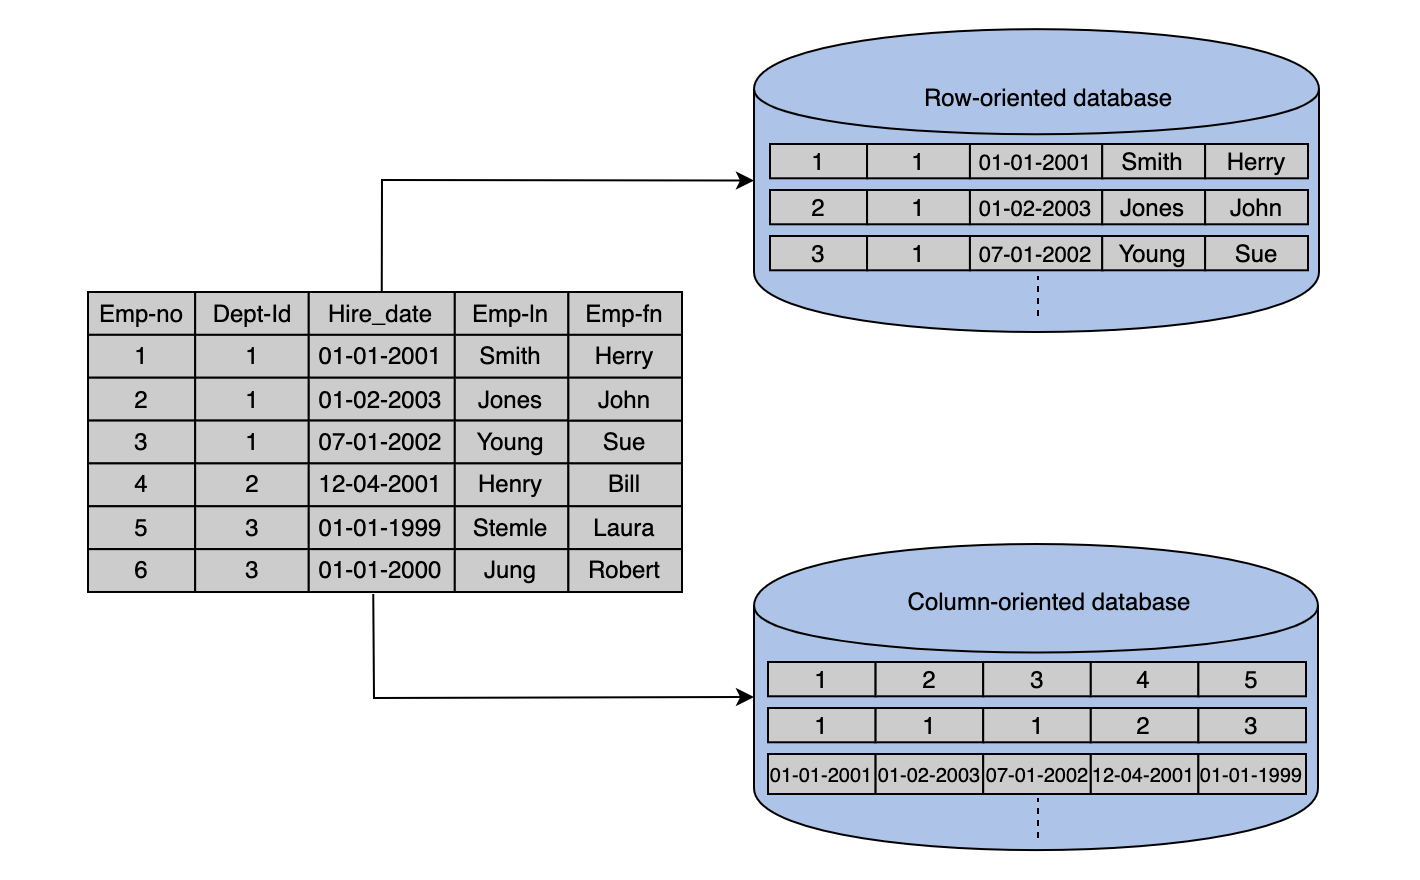 Row-oriented database
1 1 01-01-2001 Smith Herry
2 1 01-02-2003 Jones John
3 1 07-01-2002 Young Sue
Emp-no Dept-Id Hire_date Emp-ln Emp-fn
1 1 01-01-2001 Smith Herry
2 1 01-02-2003 Jones John
3 1 07-01-2002 Young Sue
4 2 12-04-2001 Henry Bill
5 3 01-01-1999 Stemle Laura
6 3 01-01-2000 Jung Robert
Column-oriented database
1 2 3 4 5
1 1 1 2 3
01-01-2001 01-02-2003 07-01-2002 12-04-2001 01-01-1999